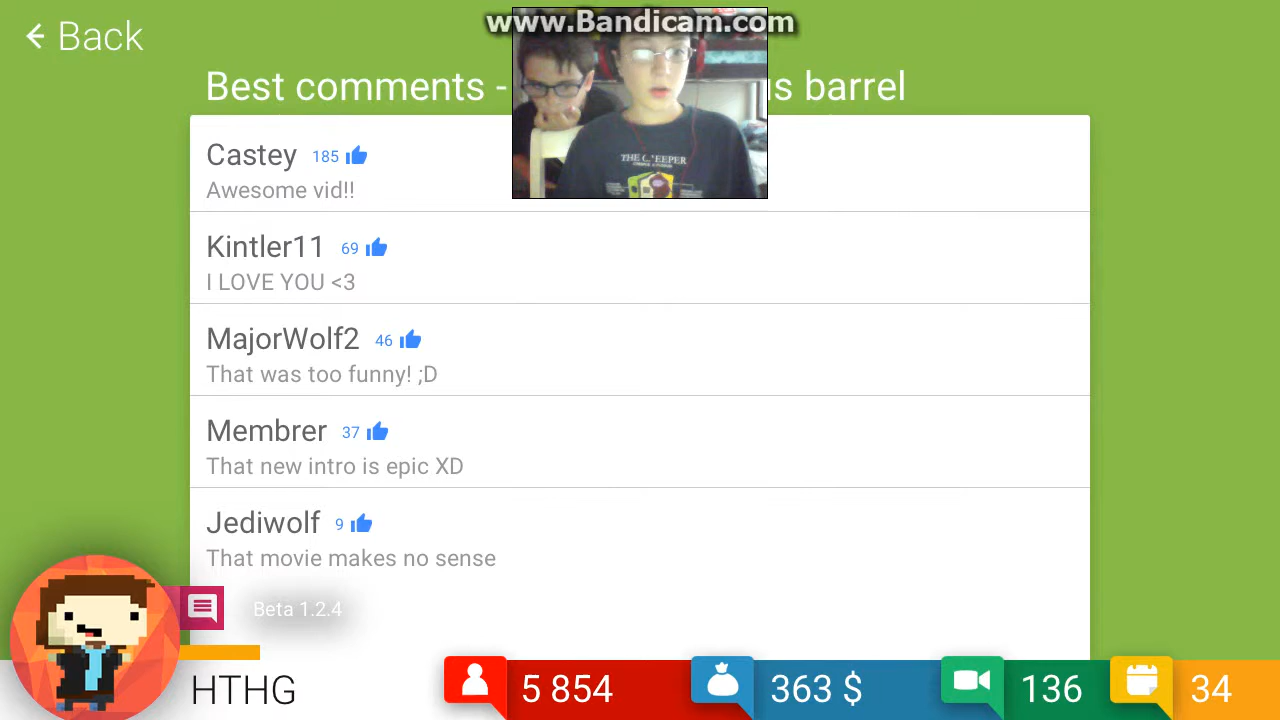 www.Bandicam.com
← Back
Best comments - s barrel
Castey 185
Awesome vid!!
Kintler11 69
I LOVE YOU <3
MajorWolf2 46
That was too funny! ;D
Membrer 37
That new intro is epic XD
Jediwolf 9
That movie makes no sense
Beta 1.2.4
HTHG 5 854 363 $ 136 34
THE CREEPER